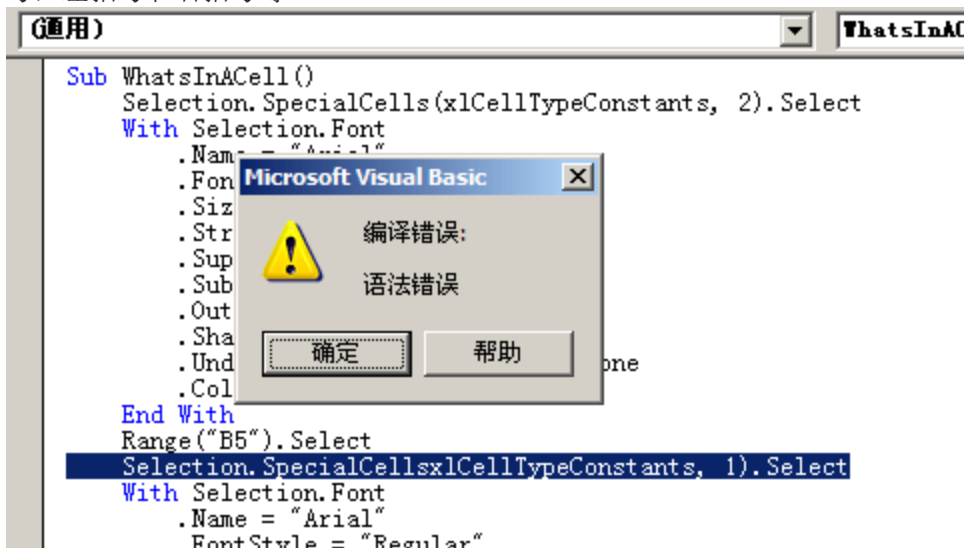 (通用)
WhatsInAC
Sub WhatsInACell()
Selection.SpecialCells(xlCellTypeConstants, 2).Select
With Selection.Font
.Name = "Arial"
.Fon
Microsoft Visual Basic
.Siz
.Str
编译错误:
.Sup
.Sub
语法错误
.Out
.Sha
确定
帮助
.Und
one
.Col
End With
Range("B5").Select
Selection.SpecialCellsxlCellTypeConstants, 1).Select
With Selection.Font
.Name = "Arial"
.FontStyle = "Regular"